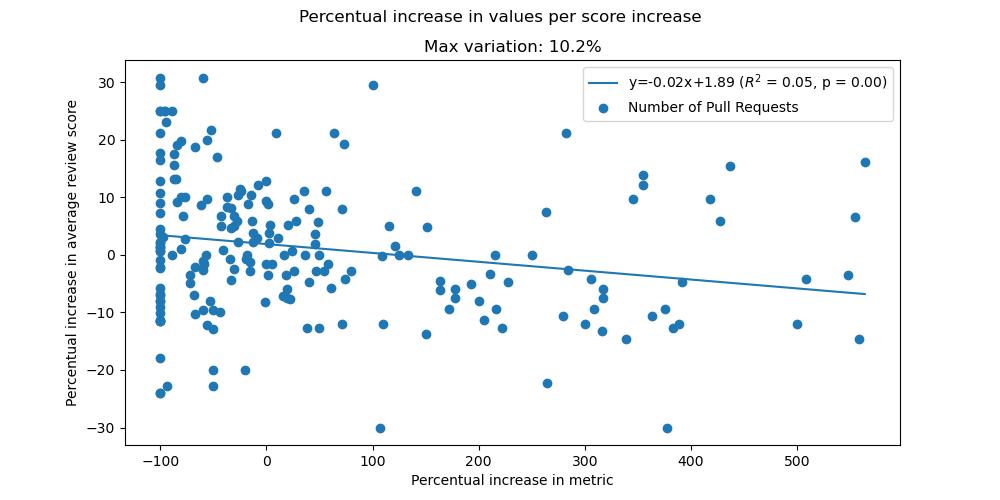 Percentual increase in values per score increase
Max variation: 10.2%
y=-0.02x+1.89 (R² = 0.05, p = 0.00)
Number of Pull Requests
Percentual increase in average review score
30
20
10
0
−10
−20
−30
−100
0
100
200
300
400
500
Percentual increase in metric